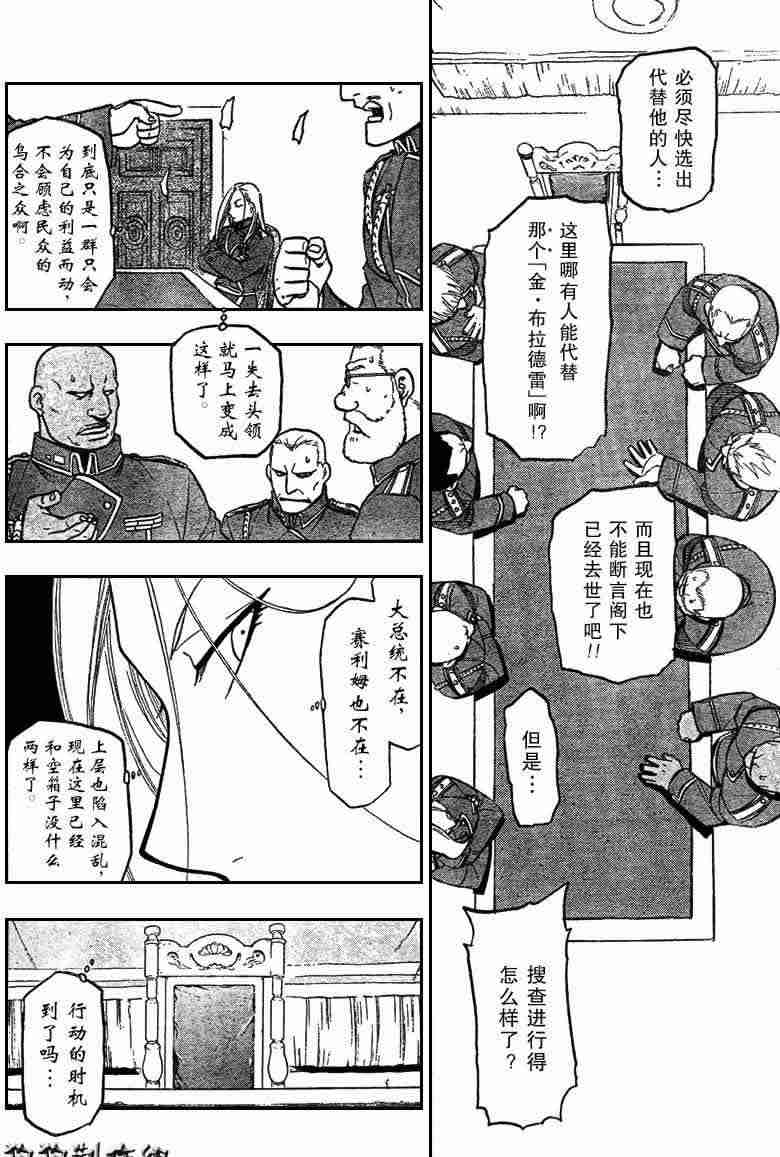 必须尽快选出
代替他的人…
这里哪有人能代替
那个「金·布拉德雷」啊!?
而且现在也
不能断言阁下
已经去世了吧!!
但是…
搜查进行得
怎么样了?
到底只是一群只会
为自己的利益而动，
不会顾虑民众的
乌合之众啊。
一失去头领
就马上变成
这样了。
大总统不在，
赛利姆也不在…
上层也陷入混乱，
现在这里已经
和空箱子没什么
两样了。
行动的时机
到了吗…